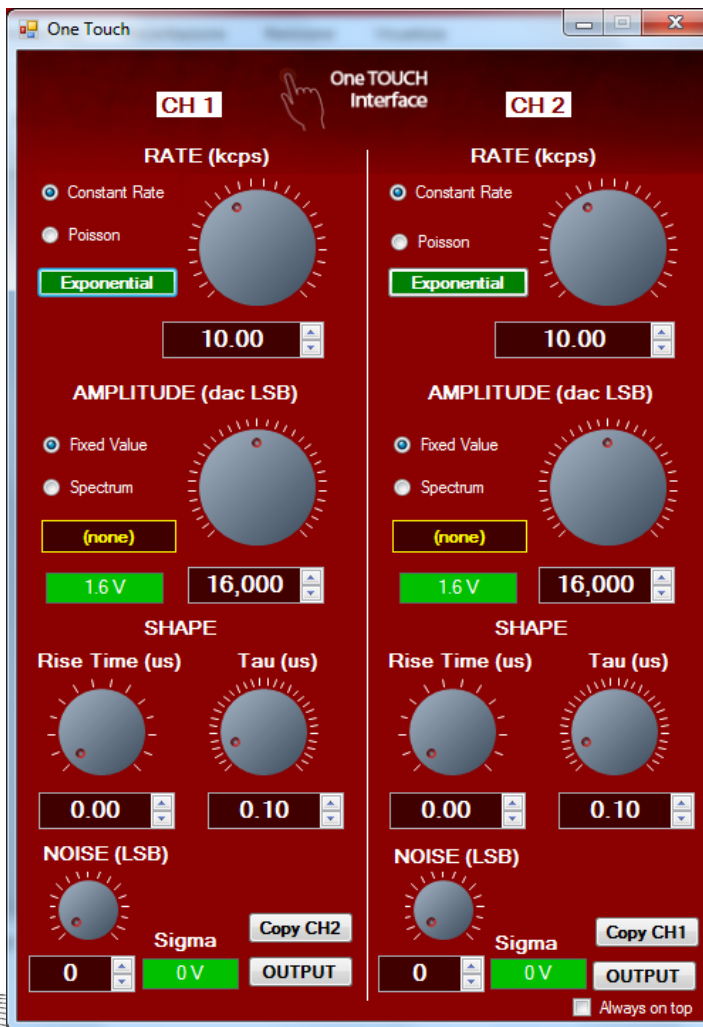 One Touch
One TOUCH
Interface
CH 1
RATE (kcps)
Constant Rate
Poisson
Exponential
10.00
AMPLITUDE (dac LSB)
Fixed Value
Spectrum
(none)
1.6 V
16,000
SHAPE
Rise Time (us)
Tau (us)
0.00
0.10
NOISE (LSB)
Sigma
Copy CH2
0
0 V
OUTPUT
CH 2
RATE (kcps)
Constant Rate
Poisson
Exponential
10.00
AMPLITUDE (dac LSB)
Fixed Value
Spectrum
(none)
1.6 V
16,000
SHAPE
Rise Time (us)
Tau (us)
0.00
0.10
NOISE (LSB)
Sigma
Copy CH1
0
0 V
OUTPUT
Always on top